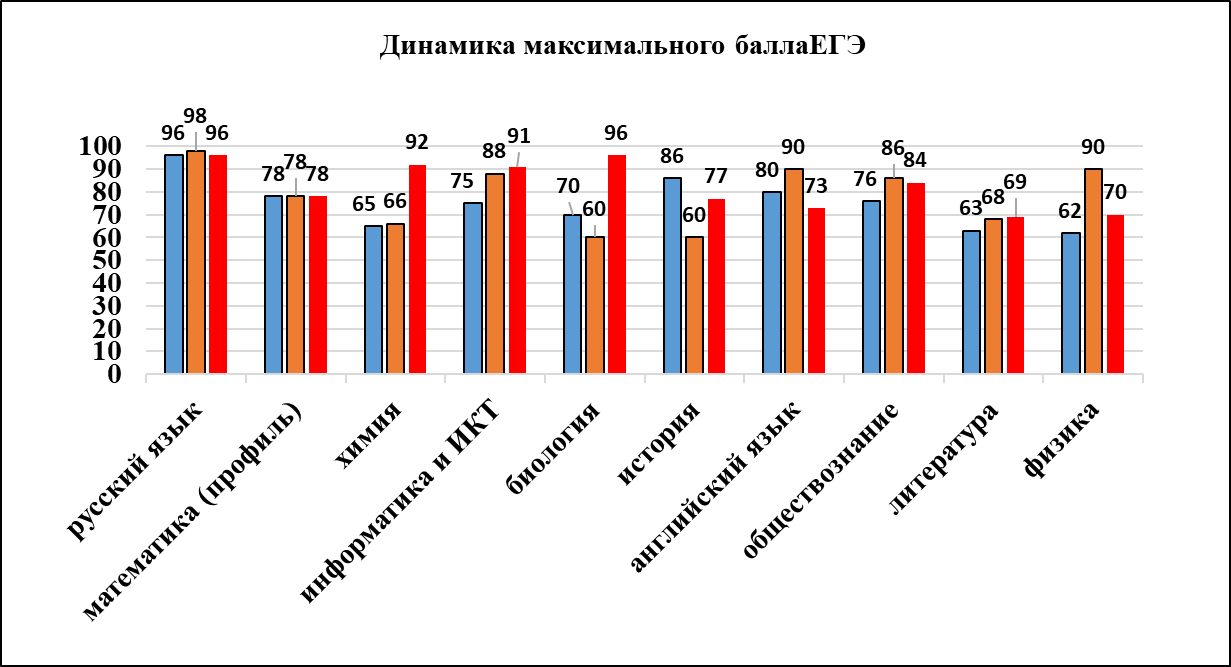 Динамика максимального баллаЕГЭ
96 98 96
78 78 78
65 66 92
75 88 91
70 60 96
86 60 77
80 90 73
76 86 84
63 68 69
62 90 70
100
90
80
70
60
50
40
30
20
10
0
русский язык
математика (профиль)
химия
информатика и ИКТ
биология
история
английский язык
обществознание
литература
физика